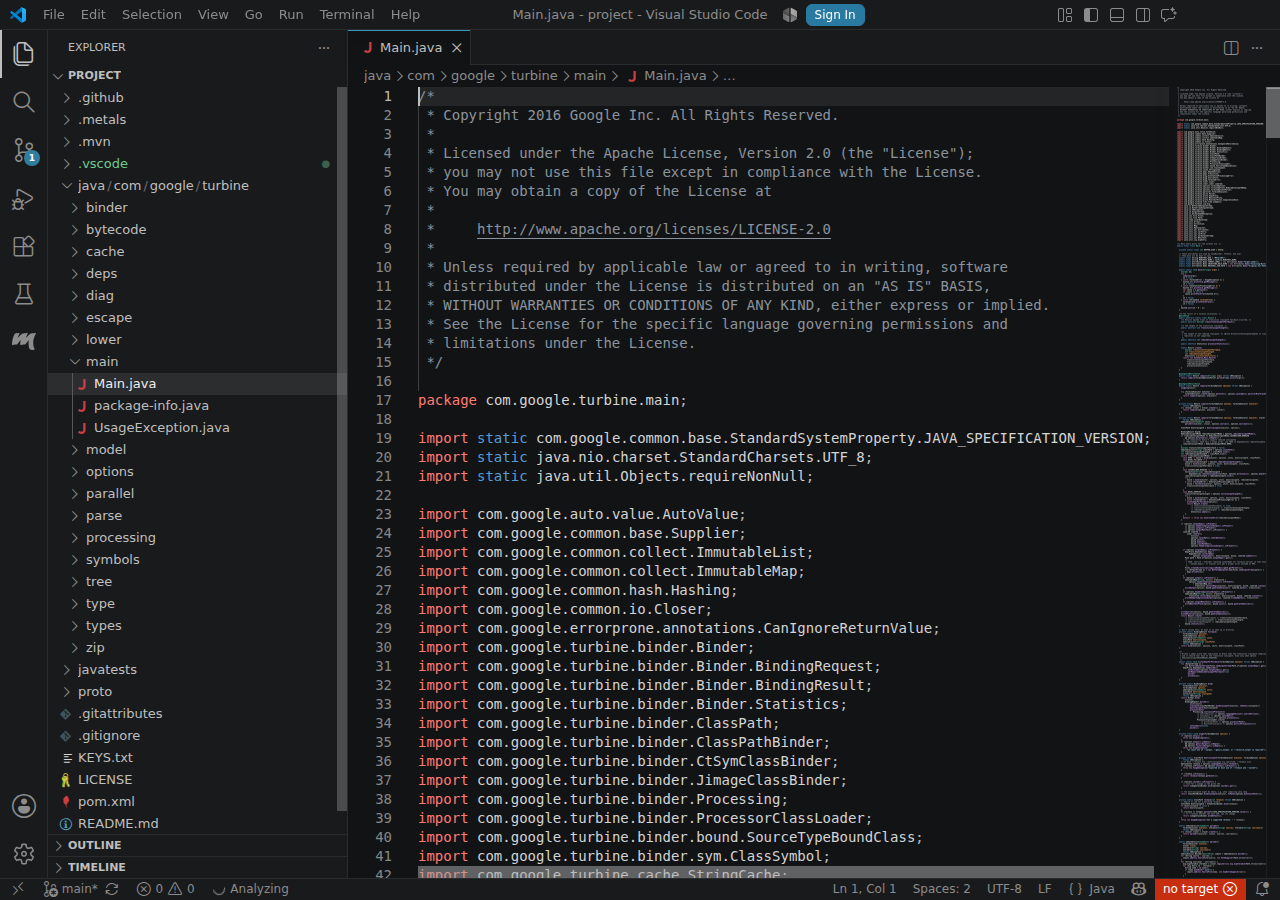 File Edit Selection View Go Run Terminal Help
Main.java - project - Visual Studio Code
Sign In
EXPLORER
PROJECT
.github
.metals
.mvn
.vscode
java/com/google/turbine
binder
bytecode
cache
deps
diag
escape
lower
main
Main.java
package-info.java
UsageException.java
model
options
parallel
parse
processing
symbols
tree
type
types
zip
javatests
proto
.gitattributes
.gitignore
KEYS.txt
LICENSE
pom.xml
README.md
OUTLINE
TIMELINE
1
Main.java
java > com > google > turbine > main > Main.java > ...
1 /*
2  * Copyright 2016 Google Inc. All Rights Reserved.
3  *
4  * Licensed under the Apache License, Version 2.0 (the "License");
5  * you may not use this file except in compliance with the License.
6  * You may obtain a copy of the License at
7  *
8  *     http://www.apache.org/licenses/LICENSE-2.0
9  *
10  * Unless required by applicable law or agreed to in writing, software
11  * distributed under the License is distributed on an "AS IS" BASIS,
12  * WITHOUT WARRANTIES OR CONDITIONS OF ANY KIND, either express or implied.
13  * See the License for the specific language governing permissions and
14  * limitations under the License.
15  */
16
17 package com.google.turbine.main;
18
19 import static com.google.common.base.StandardSystemProperty.JAVA_SPECIFICATION_VERSION;
20 import static java.nio.charset.StandardCharsets.UTF_8;
21 import static java.util.Objects.requireNonNull;
22
23 import com.google.auto.value.AutoValue;
24 import com.google.common.base.Supplier;
25 import com.google.common.collect.ImmutableList;
26 import com.google.common.collect.ImmutableMap;
27 import com.google.common.hash.Hashing;
28 import com.google.common.io.Closer;
29 import com.google.errorprone.annotations.CanIgnoreReturnValue;
30 import com.google.turbine.binder.Binder;
31 import com.google.turbine.binder.Binder.BindingRequest;
32 import com.google.turbine.binder.Binder.BindingResult;
33 import com.google.turbine.binder.Binder.Statistics;
34 import com.google.turbine.binder.ClassPath;
35 import com.google.turbine.binder.ClassPathBinder;
36 import com.google.turbine.binder.CtSymClassBinder;
37 import com.google.turbine.binder.JimageClassBinder;
38 import com.google.turbine.binder.Processing;
39 import com.google.turbine.binder.ProcessorClassLoader;
40 import com.google.turbine.binder.bound.SourceTypeBoundClass;
41 import com.google.turbine.binder.sym.ClassSymbol;
42 import com.google.turbine.cache.StringCache;
main* 0 0 Analyzing
Ln 1, Col 1 Spaces: 2 UTF-8 LF {} Java no target